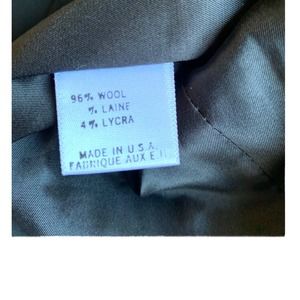 96% WOOL
% LAINE
4% LYCRA
MADE IN U.S.A.
FABRIQUE AUX E.U.